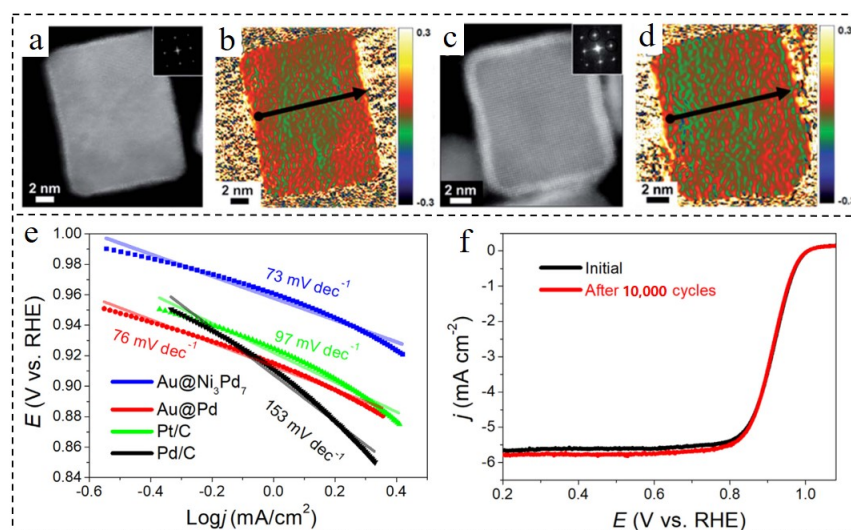 a
b
c
d
0.3
-0.3
0.3
-0.3
2 nm
2 nm
2 nm
2 nm
e
1.00
0.98
0.96
0.94
0.92
0.90
0.88
0.86
0.84
E (V vs. RHE)
73 mV dec⁻¹
97 mV dec⁻¹
76 mV dec⁻¹
153 mV dec⁻¹
Au@Ni₃Pd₇
Au@Pd
Pt/C
Pd/C
-0.6 -0.4 -0.2 0.0 0.2 0.4
Logj (mA/cm²)
f
Initial
After 10,000 cycles
0
-1
-2
-3
-4
-5
-6
j (mA cm⁻²)
0.2 0.4 0.6 0.8 1.0
E (V vs. RHE)